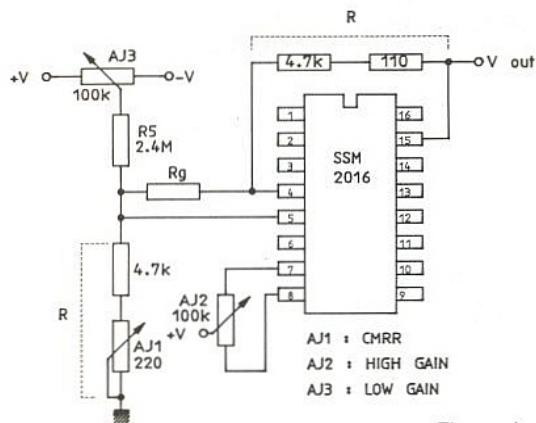 R
+V
AJ3
-V
100k
4.7k
110
V out
R5
2.4M
Rg
SSM
2016
1
2
3
4
5
6
7
8
16
15
14
13
12
11
10
9
4.7k
R
AJ1
220
AJ2
100k
+V
AJ1 : CMRR
AJ2 : HIGH GAIN
AJ3 : LOW GAIN